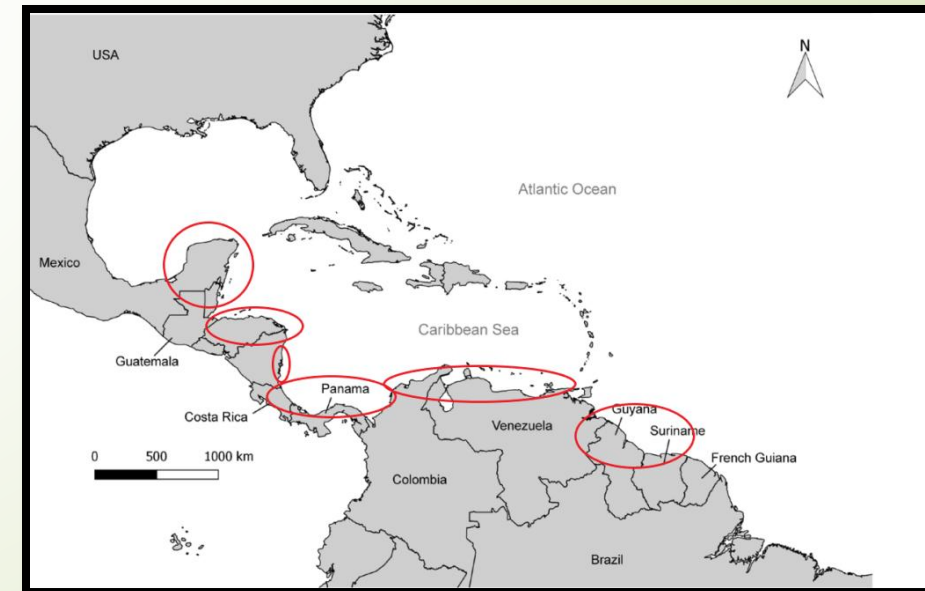 USA
N
Atlantic Ocean
Mexico
Caribbean Sea
Guatemala
Panama
Costa Rica
Guyana
Venezuela
Suriname
0 500 1000 km
French Guiana
Colombia
Brazil